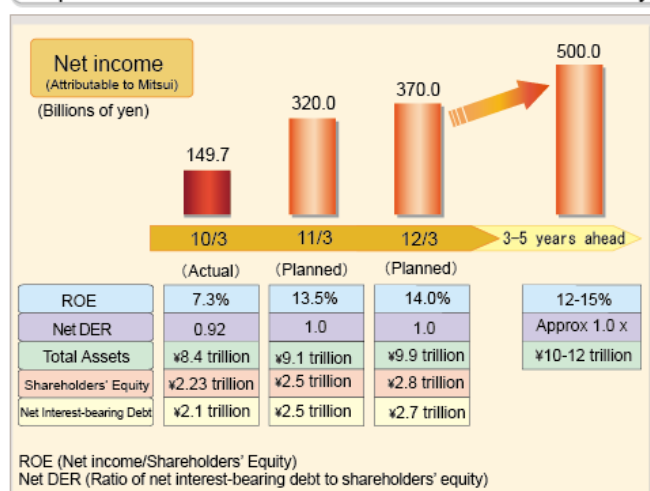 Net income
(Attributable to Mitsui)
(Billions of yen)
149.7
320.0
370.0
500.0
10/3
11/3
12/3
3-5 years ahead
(Actual)
(Planned)
(Planned)
ROE 7.3% 13.5% 14.0% 12-15%
Net DER 0.92 1.0 1.0 Approx 1.0 x
Total Assets ¥8.4 trillion ¥9.1 trillion ¥9.9 trillion ¥10-12 trillion
Shareholders' Equity ¥2.23 trillion ¥2.5 trillion ¥2.8 trillion
Net Interest-bearing Debt ¥2.1 trillion ¥2.5 trillion ¥2.7 trillion
ROE (Net income/Shareholders' Equity)
Net DER (Ratio of net interest-bearing debt to shareholders' equity)